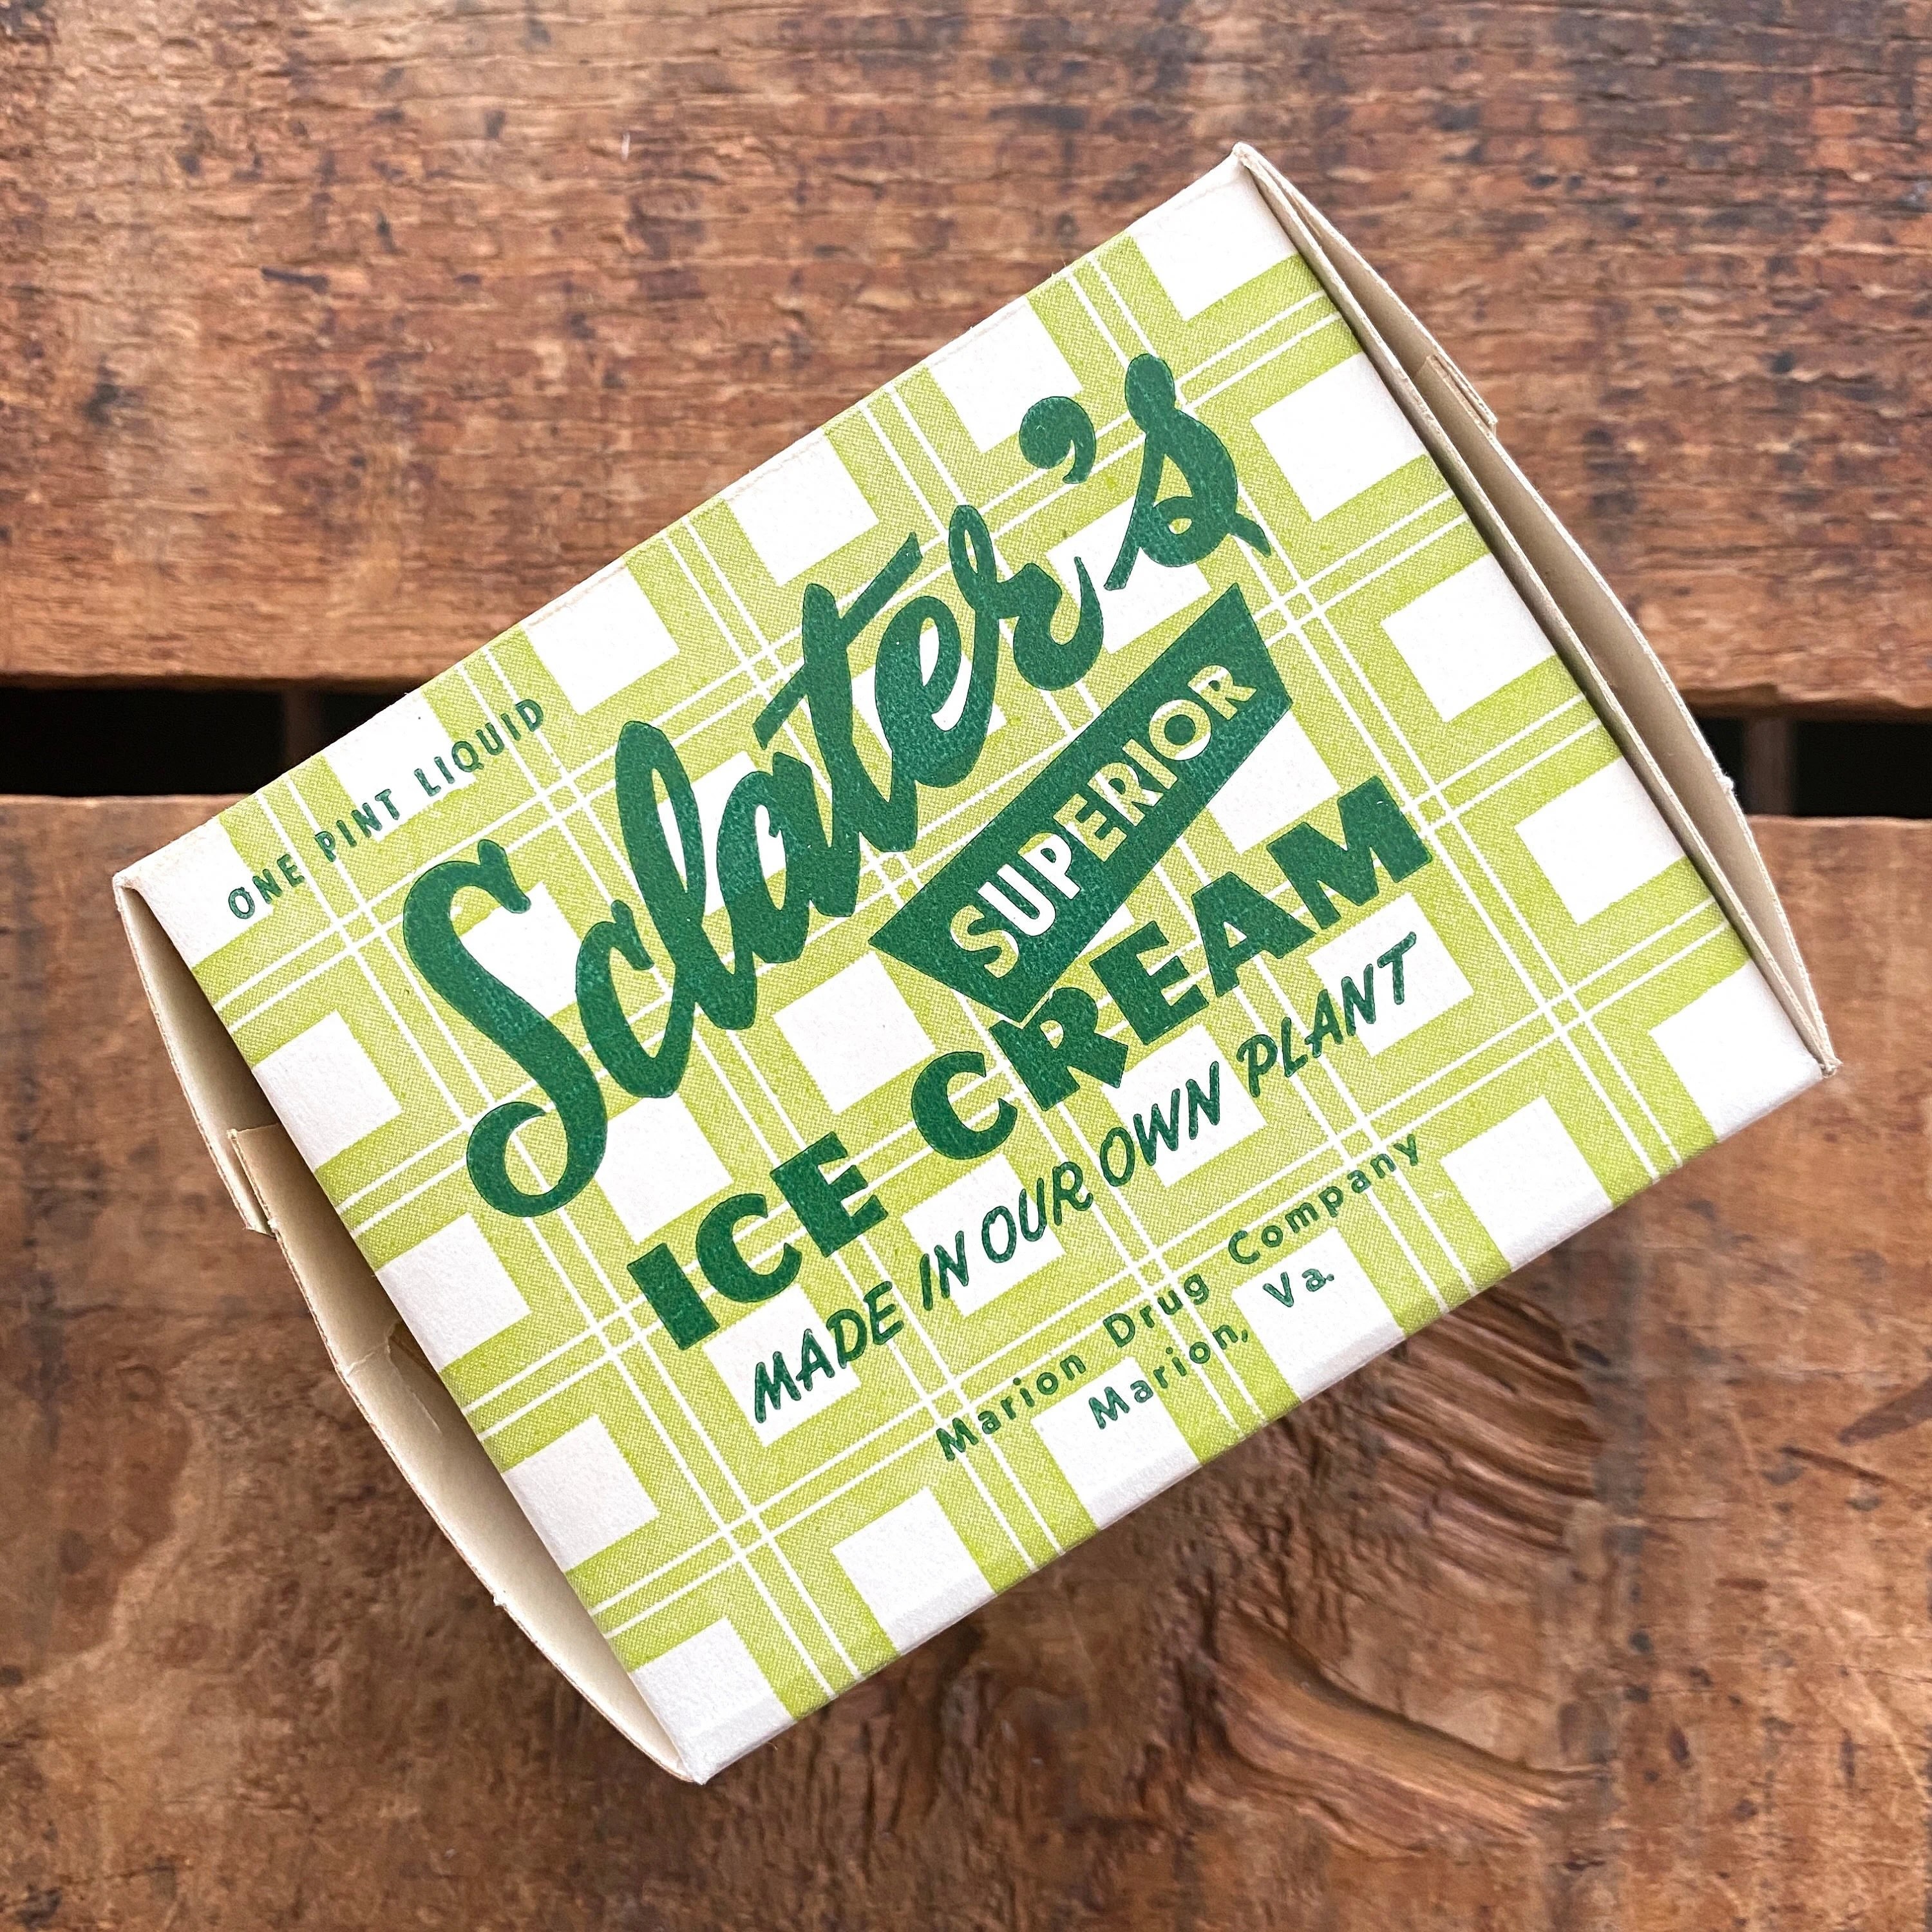 ONE PINT LIQUID
Sclater's
SUPERIOR
ICE CREAM
MADE IN OUR OWN PLANT
Marion Drug Company
Marion, Va.